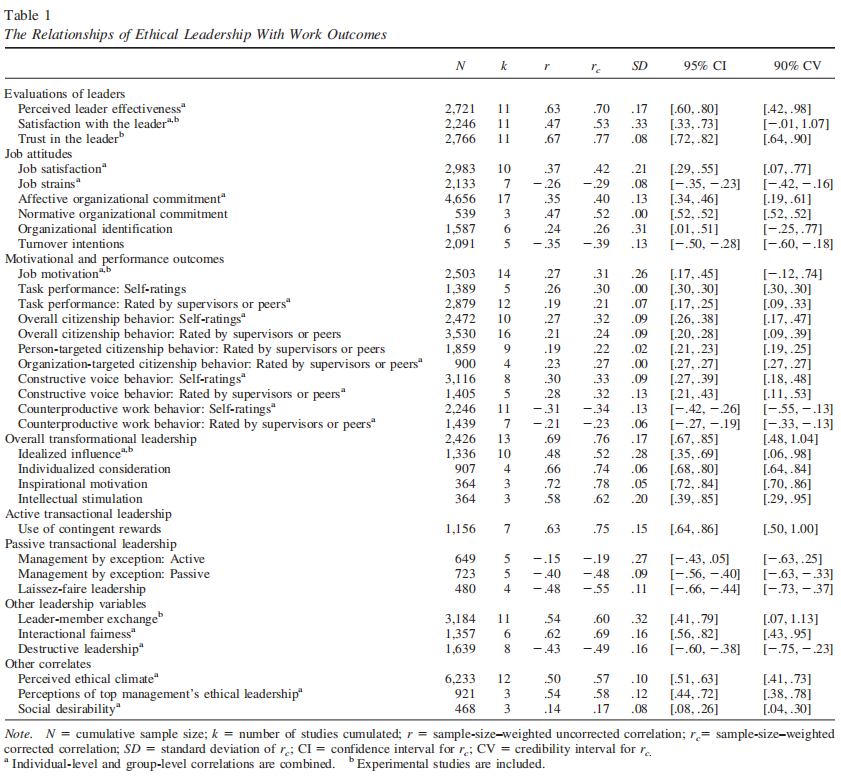 Table 1
The Relationships of Ethical Leadership With Work Outcomes
N k r rc SD 95% CI 90% CV
Evaluations of leaders
Perceived leader effectiveness^a 2,721 11 .63 .70 .17 [.60, .80] [.42, .98]
Satisfaction with the leader^a,b 2,246 11 .47 .53 .33 [.33, .73] [−.01, 1.07]
Trust in the leader^b 2,766 11 .67 .77 .08 [.72, .82] [.64, .90]
Job attitudes
Job satisfaction^a 2,983 10 .37 .42 .21 [.29, .55] [.07, .77]
Job strains^a 2,133 7 −.26 −.29 .08 [−.35, −.23] [−.42, −.16]
Affective organizational commitment^a 4,656 17 .35 .40 .13 [.34, .46] [.19, .61]
Normative organizational commitment 539 3 .47 .52 .00 [.52, .52] [.52, .52]
Organizational identification 1,587 6 .24 .26 .31 [.01, .51] [−.25, .77]
Turnover intentions 2,091 5 −.35 −.39 .13 [−.50, −.28] [−.60, −.18]
Motivational and performance outcomes
Job motivation^a,b 2,503 14 .27 .31 .26 [.17, .45] [−.12, .74]
Task performance: Self-ratings 1,389 5 .26 .30 .00 [.30, .30] [.30, .30]
Task performance: Rated by supervisors or peers^a 2,879 12 .19 .21 .07 [.17, .25] [.09, .33]
Overall citizenship behavior: Self-ratings^a 2,472 10 .27 .32 .09 [.26, .38] [.17, .47]
Overall citizenship behavior: Rated by supervisors or peers 3,530 16 .21 .24 .09 [.20, .28] [.09, .39]
Person-targeted citizenship behavior: Rated by supervisors or peers 1,859 9 .19 .22 .02 [.21, .23] [.19, .25]
Organization-targeted citizenship behavior: Rated by supervisors or peers^a 900 4 .23 .27 .00 [.27, .27] [.27, .27]
Constructive voice behavior: Self-ratings^a 3,116 8 .30 .33 .09 [.27, .39] [.18, .48]
Constructive voice behavior: Rated by supervisors or peers^a 1,405 5 .28 .32 .13 [.21, .43] [.11, .53]
Counterproductive work behavior: Self-ratings^a 2,246 11 −.31 −.34 .13 [−.42, −.26] [−.55, −.13]
Counterproductive work behavior: Rated by supervisors or peers^a 1,439 7 −.21 −.23 .06 [−.27, −.19] [−.33, −.13]
Overall transformational leadership 2,426 13 .69 .76 .17 [.67, .85] [.48, 1.04]
Idealized influence^a,b 1,336 10 .48 .52 .28 [.35, .69] [.06, .98]
Individualized consideration 907 4 .66 .74 .06 [.68, .80] [.64, .84]
Inspirational motivation 364 3 .72 .78 .05 [.72, .84] [.70, .86]
Intellectual stimulation 364 3 .58 .62 .20 [.39, .85] [.29, .95]
Active transactional leadership
Use of contingent rewards 1,156 7 .63 .75 .15 [.64, .86] [.50, 1.00]
Passive transactional leadership
Management by exception: Active 649 5 −.15 −.19 .27 [−.43, .05] [−.63, .25]
Management by exception: Passive 723 5 −.40 −.48 .09 [−.56, −.40] [−.63, −.33]
Laissez-faire leadership 480 4 −.48 −.55 .11 [−.66, −.44] [−.73, −.37]
Other leadership variables
Leader-member exchange^b 3,184 11 .54 .60 .32 [.41, .79] [.07, 1.13]
Interactional fairness^a 1,357 6 .62 .69 .16 [.56, .82] [.43, .95]
Destructive leadership^a 1,639 8 −.43 −.49 .16 [−.60, −.38] [−.75, −.23]
Other correlates
Perceived ethical climate^a 6,233 12 .50 .57 .10 [.51, .63] [.41, .73]
Perceptions of top management's ethical leadership^a 921 3 .54 .58 .12 [.44, .72] [.38, .78]
Social desirability^a 468 3 .14 .17 .08 [.08, .26] [.04, .30]
Note. N = cumulative sample size; k = number of studies cumulated; r = sample-size–weighted uncorrected correlation; rc = sample-size–weighted
corrected correlation; SD = standard deviation of rc; CI = confidence interval for rc; CV = credibility interval for rc.
^a Individual-level and group-level correlations are combined. ^b Experimental studies are included.